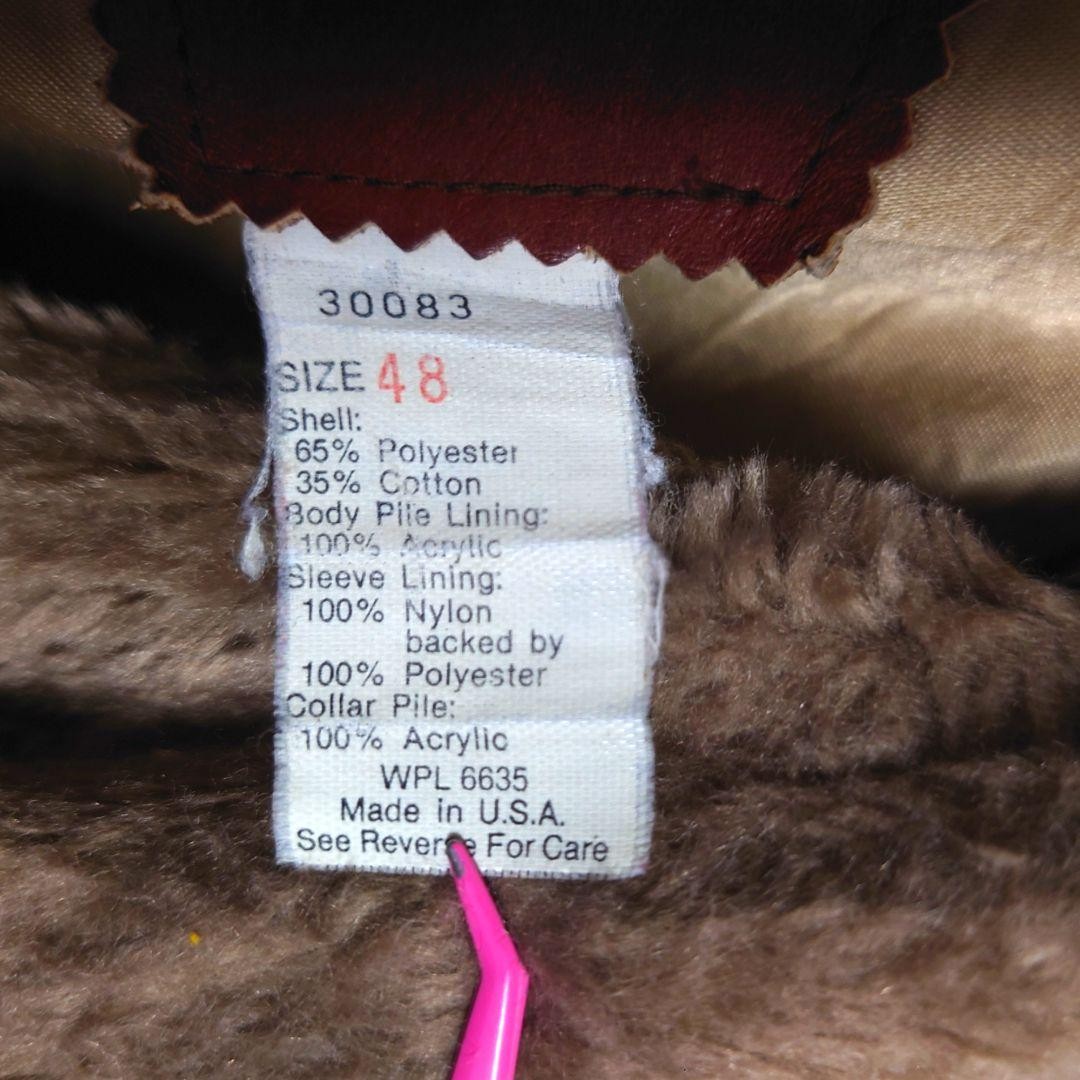 30083
SIZE 48
Shell:
65% Polyester
35% Cotton
Body Pile Lining:
100% Acrylic
Sleeve Lining:
100% Nylon
backed by
100% Polyester
Collar Pile:
100% Acrylic
WPL 6635
Made in U.S.A.
See Reverse For Care